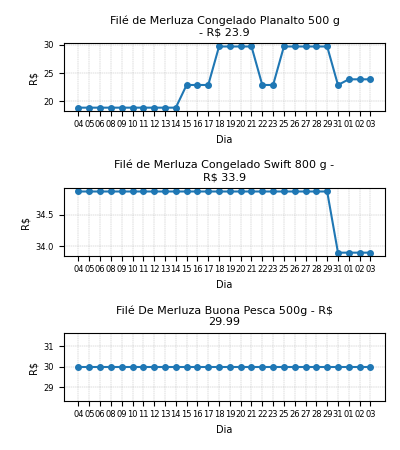 Filé de Merluza Congelado Planalto 500 g
- R$ 23.9
30
25
20
R$
04 05 06 08 09 10 11 12 13 14 15 16 17 18 19 20 21 22 23 25 26 27 28 29 31 01 02 03
Dia
Filé de Merluza Congelado Swift 800 g -
R$ 33.9
34.5
34.0
R$
04 05 06 08 09 10 11 12 13 14 15 16 17 18 19 20 21 22 23 25 26 27 28 29 31 01 02 03
Dia
Filé De Merluza Buona Pesca 500g - R$
29.99
31
30
29
R$
04 05 06 08 09 10 11 12 13 14 15 16 17 18 19 20 21 22 23 25 26 27 28 29 31 01 02 03
Dia